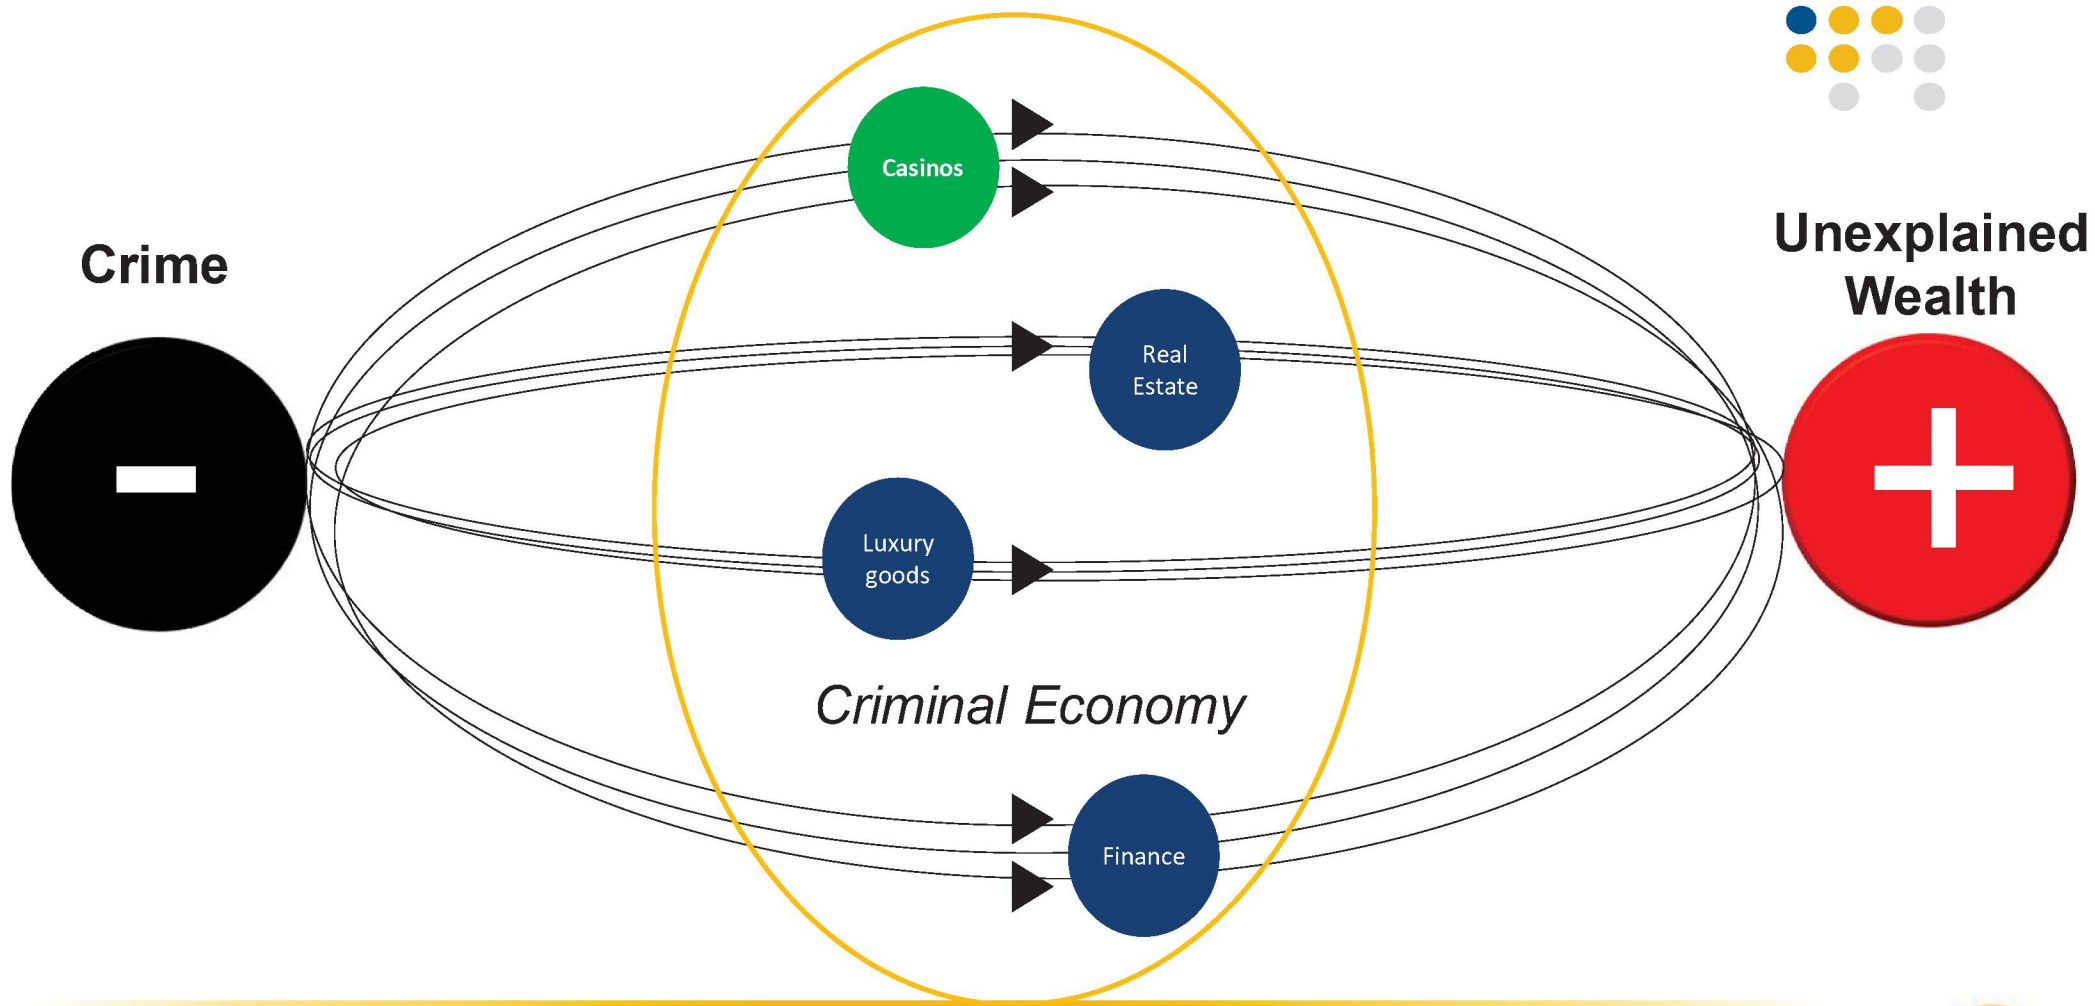 Casinos
Crime
Unexplained
Wealth
Real
Estate
Luxury
goods
Criminal Economy
Finance